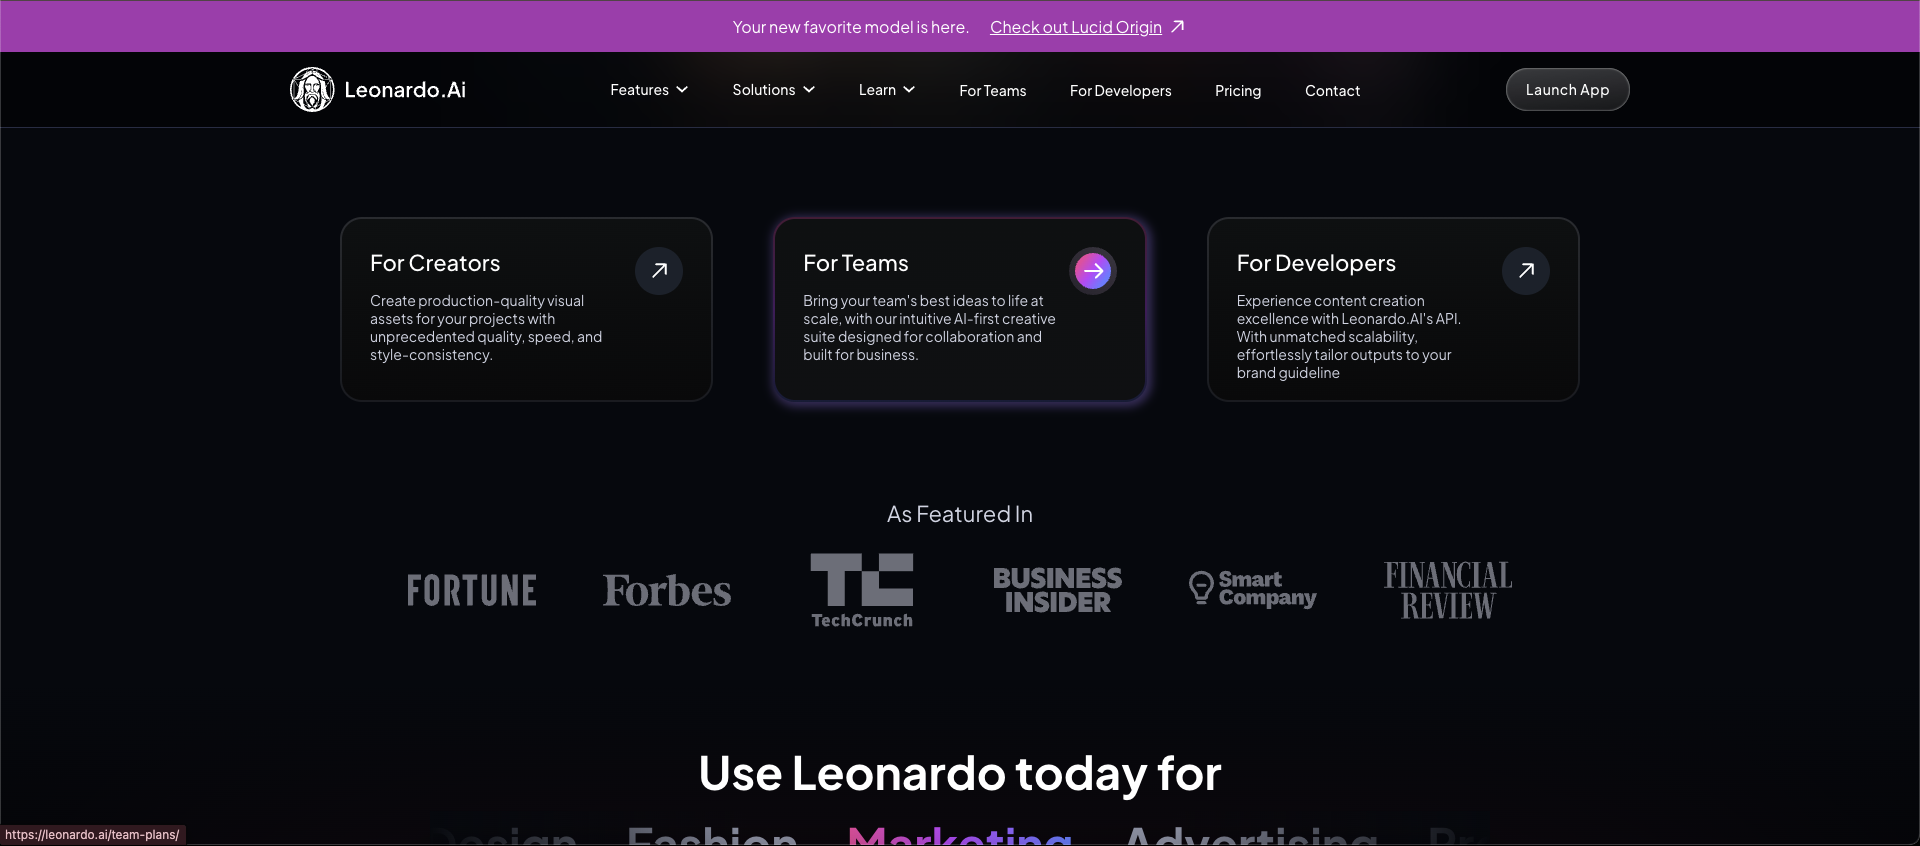 Your new favorite model is here. Check out Lucid Origin
Leonardo.Ai
Features
Solutions
Learn
For Teams
For Developers
Pricing
Contact
Launch App
For Creators
Create production-quality visual
assets for your projects with
unprecedented quality, speed, and
style-consistency.
For Teams
Bring your team's best ideas to life at
scale, with our intuitive AI-first creative
suite designed for collaboration and
built for business.
For Developers
Experience content creation
excellence with Leonardo.AI's API.
With unmatched scalability,
effortlessly tailor outputs to your
brand guideline
As Featured In
FORTUNE
Forbes
TC
TechCrunch
BUSINESS
INSIDER
Smart
Company
FINANCIAL
REVIEW
Use Leonardo today for
Design Fashion Marketing Advertising
https://leonardo.ai/team-plans/